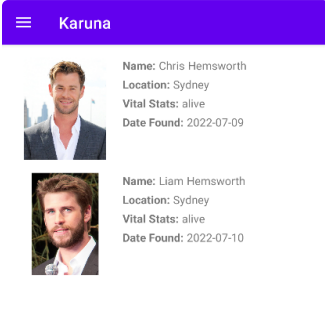 Karuna
Name: Chris Hemsworth
Location: Sydney
Vital Stats: alive
Date Found: 2022-07-09
Name: Liam Hemsworth
Location: Sydney
Vital Stats: alive
Date Found: 2022-07-10